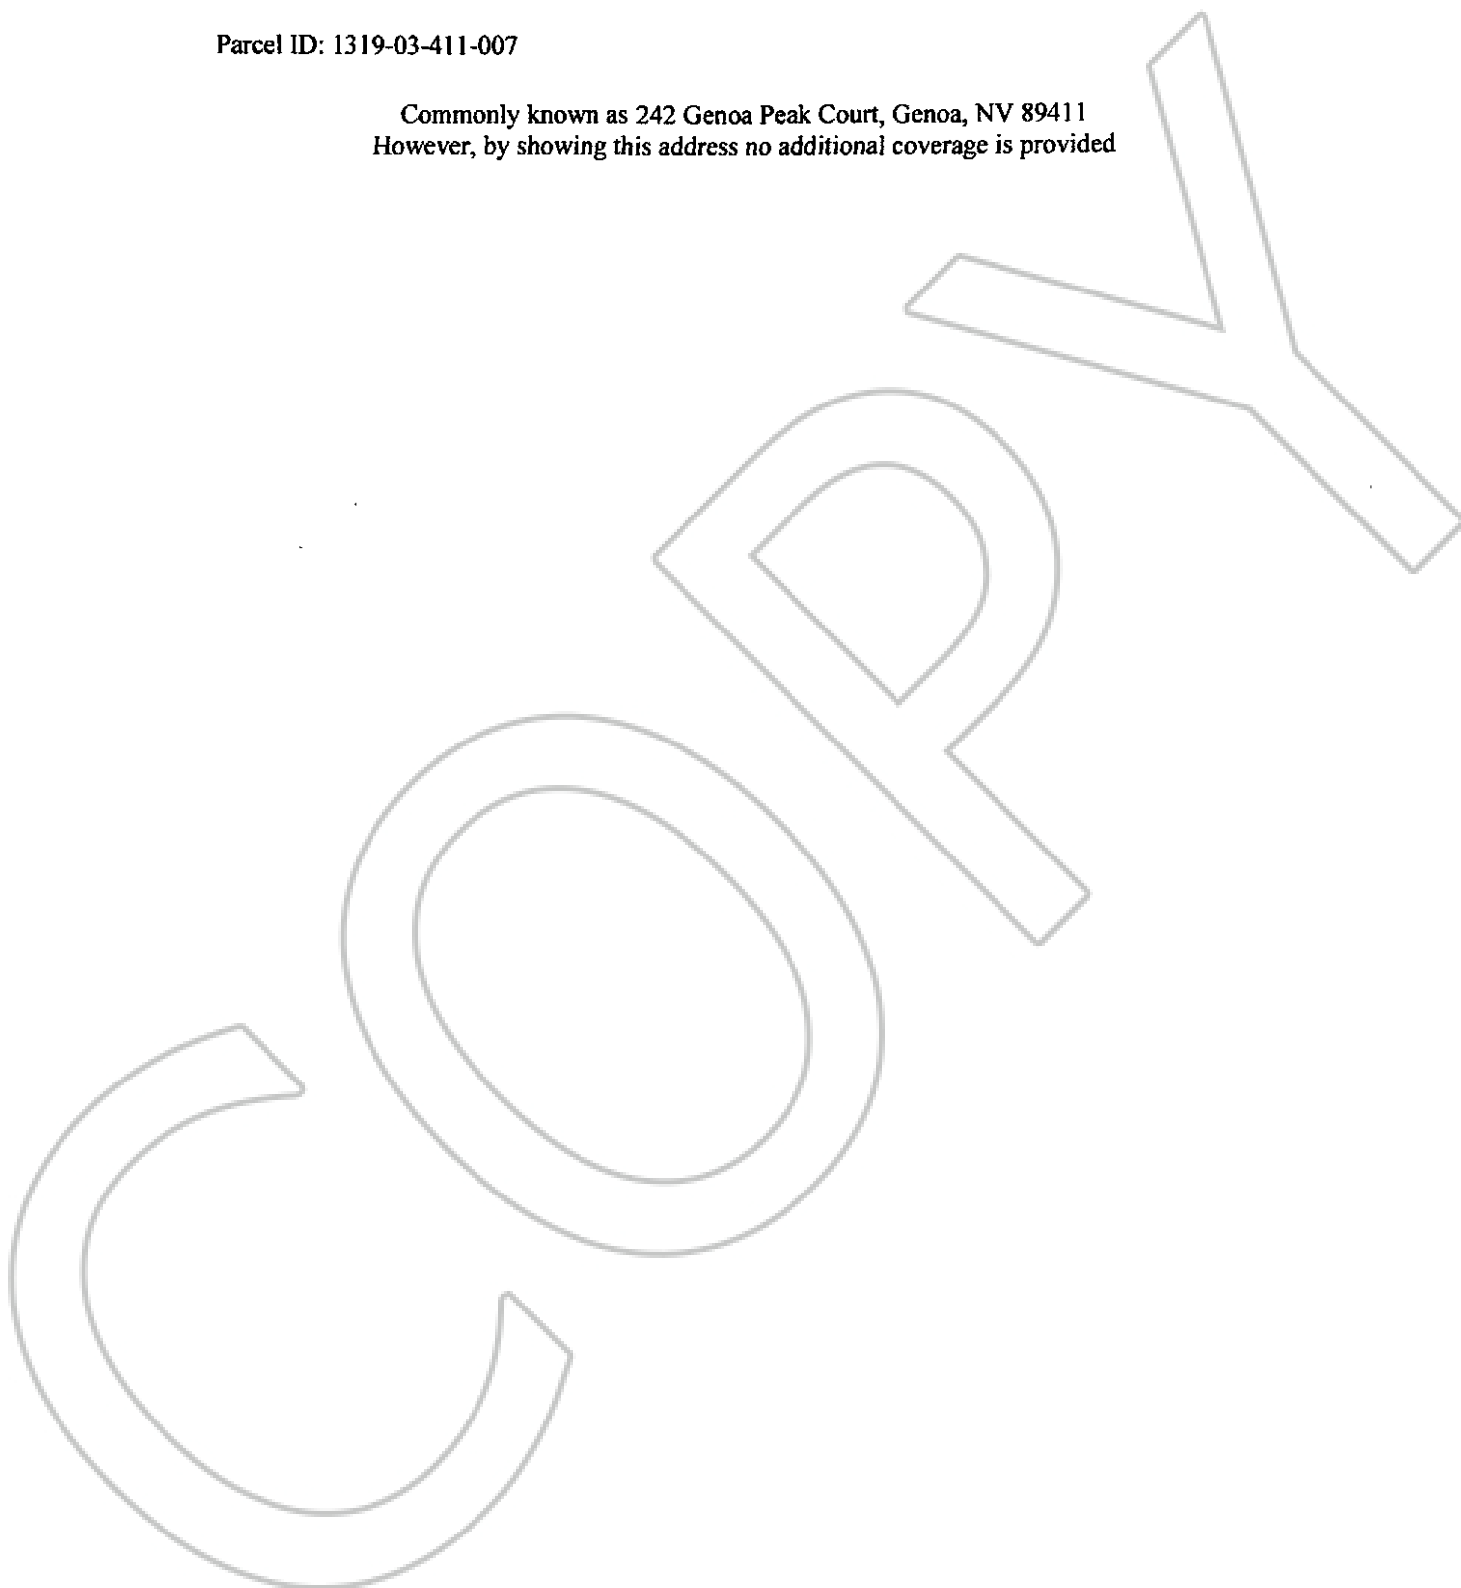 Parcel ID: 1319-03-411-007
Commonly known as 242 Genoa Peak Court, Genoa, NV 89411
However, by showing this address no additional coverage is provided
COPY